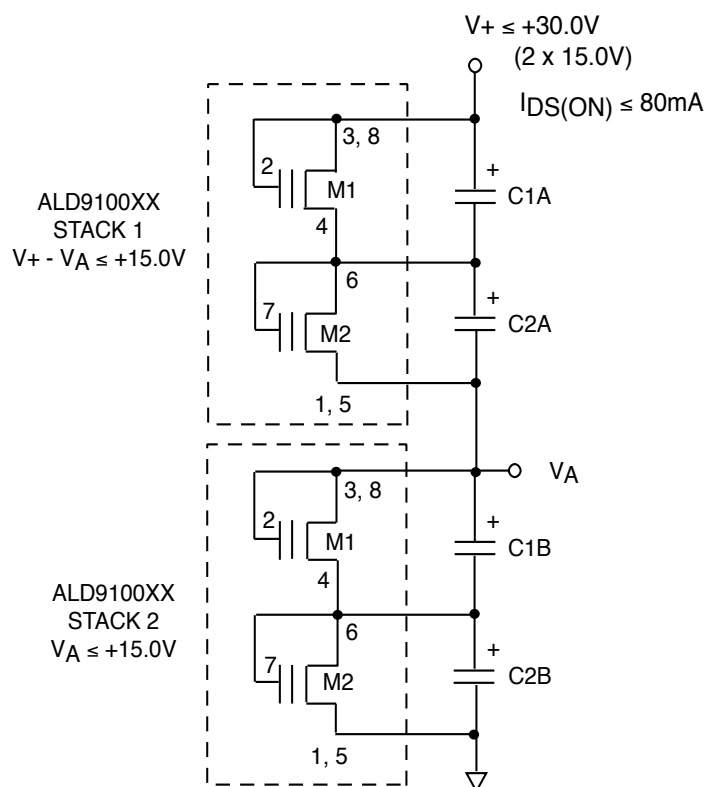 V+ ≤ +30.0V
(2 x 15.0V)
IDS(ON) ≤ 80mA
3, 8
2
M1
+
C1A
ALD9100XX
STACK 1
V+ - VA ≤ +15.0V
4
6
+
7
M2
C2A
1, 5
VA
3, 8
2
M1
+
C1B
4
ALD9100XX
STACK 2
VA ≤ +15.0V
6
+
7
M2
C2B
1, 5